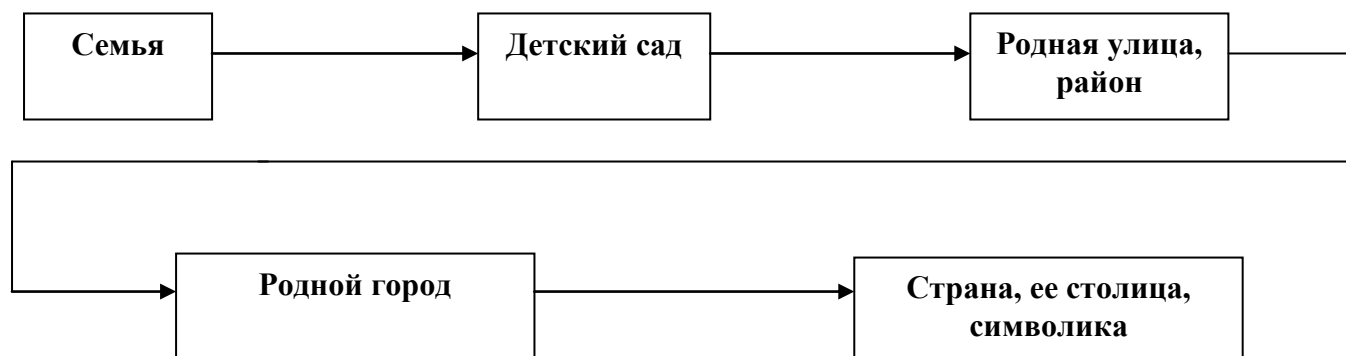 Семья
Детский сад
Родная улица,
район
Родной город
Страна, ее столица,
символика